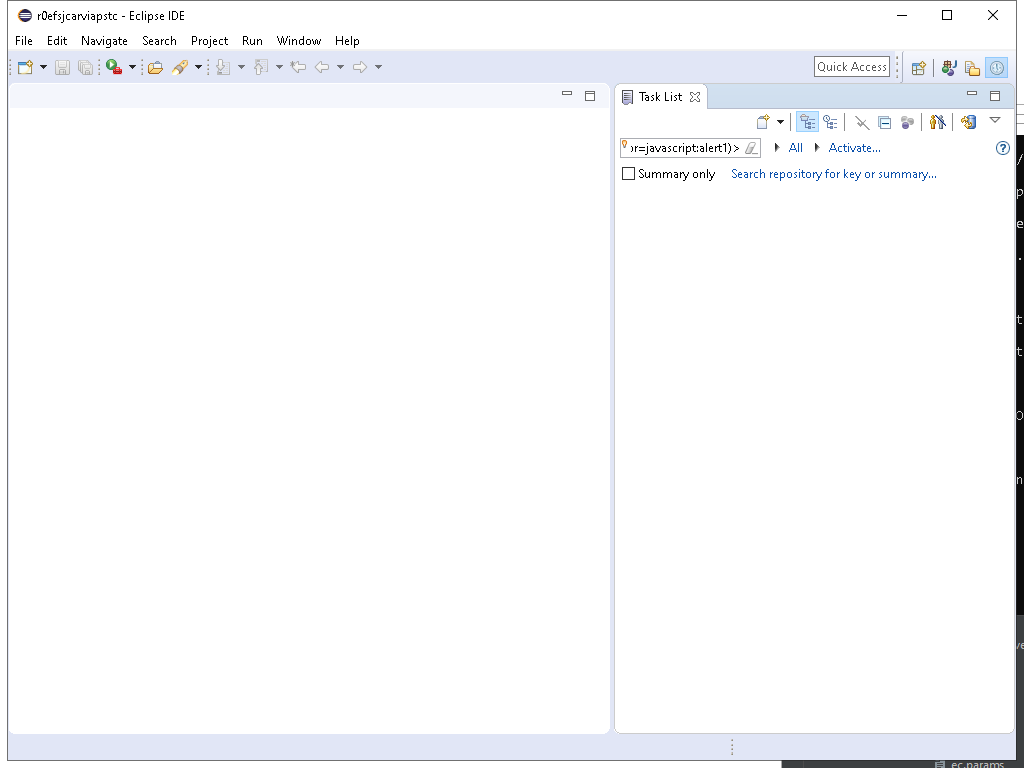 r0efsjcarviapstc - Eclipse IDE
File Edit Navigate Search Project Run Window Help
Quick Access
Task List
r=javascript:alert1)> All Activate...
Summary only Search repository for key or summary...
ec.params